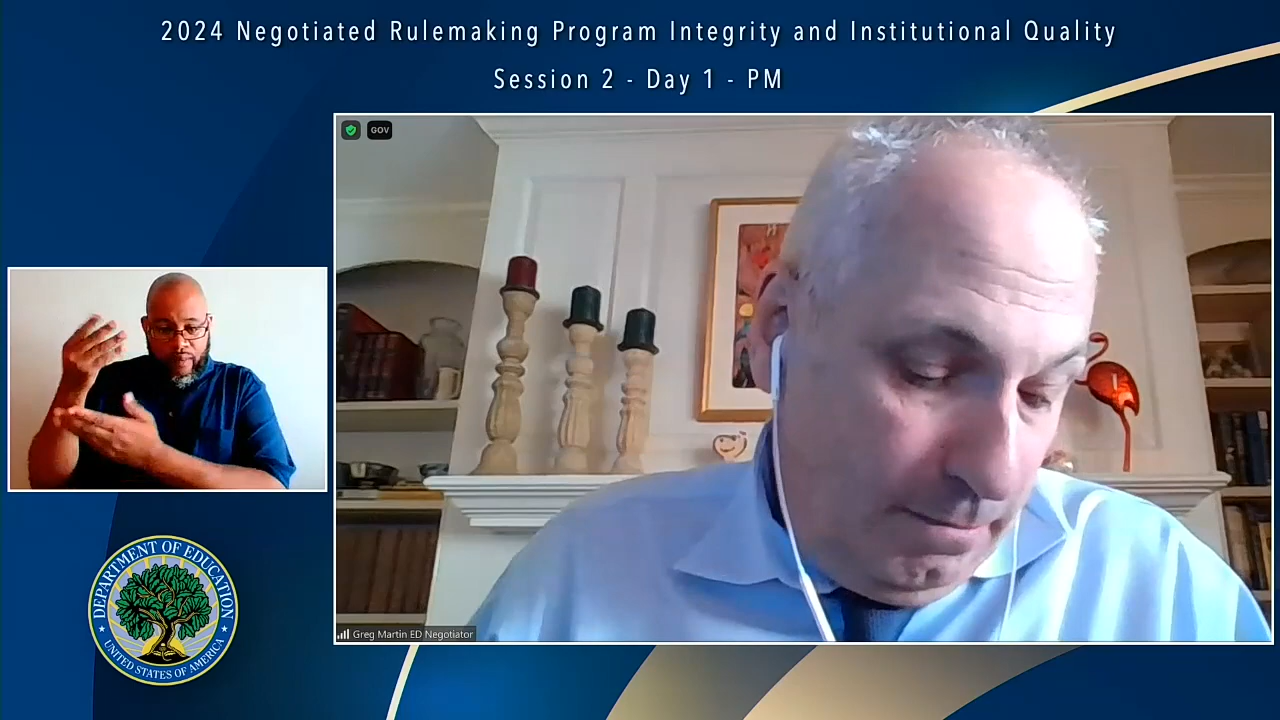 2024 Negotiated Rulemaking Program Integrity and Institutional Quality
Session 2 - Day 1 - PM
GOV
Greg Martin ED Negotiator
DEPARTMENT OF EDUCATION
UNITED STATES OF AMERICA